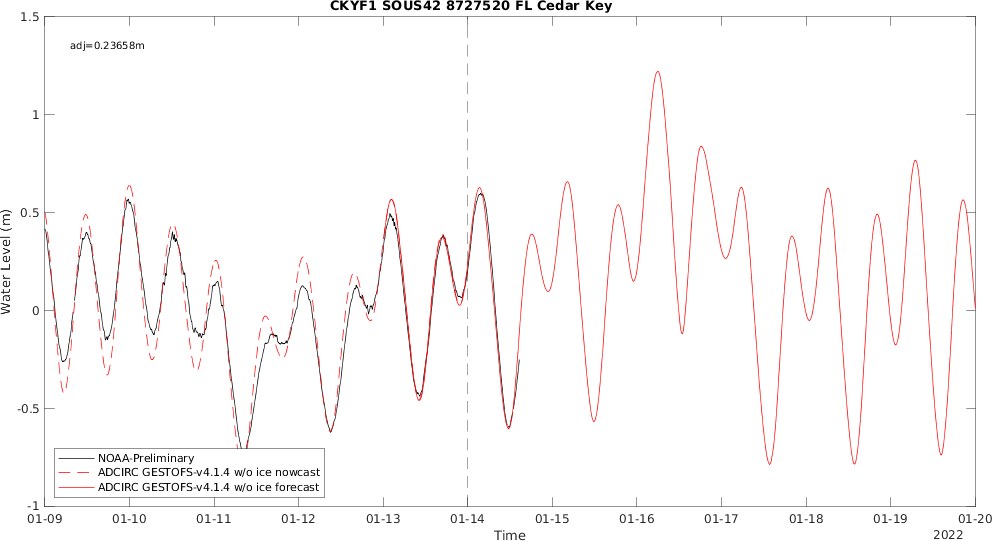 CKYF1 SOUS42 8727520 FL Cedar Key
adj=0.23658m
1.5
1
0.5
0
-0.5
-1
Water Level (m)
NOAA-Preliminary
ADCIRC GESTOFS-v4.1.4 w/o ice nowcast
ADCIRC GESTOFS-v4.1.4 w/o ice forecast
01-09 01-10 01-11 01-12 01-13 01-14 01-15 01-16 01-17 01-18 01-19 01-20
Time
2022